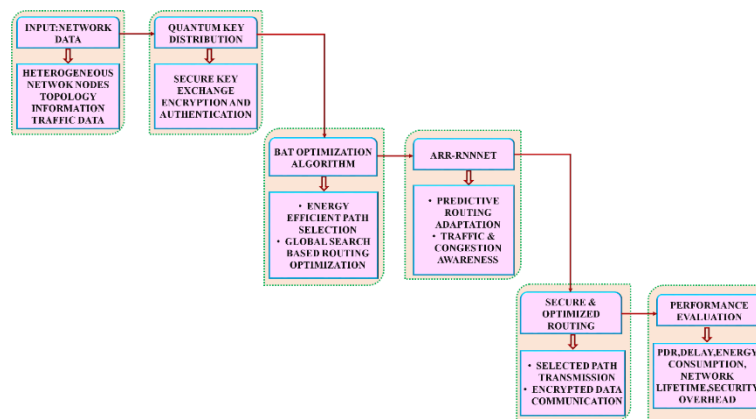 INPUT:NETWORK
DATA
HETEROGENEOUS
NETWOK NODES
TOPOLOGY
INFORMATION
TRAFFIC DATA
QUANTUM KEY
DISTRIBUTION
SECURE KEY
EXCHANGE
ENCRYPTION AND
AUTHENTICATION
BAT OPTIMIZATION
ALGORITHM
• ENERGY
EFFICIENT PATH
SELECTION
• GLOBAL SEARCH
BASED ROUTING
OPTIMIZATION
ARR-RNNNET
• PREDICTIVE
ROUTING
ADAPTATION
• TRAFFIC &
CONGESTION
AWARENESS
SECURE &
OPTIMIZED
ROUTING
• SELECTED PATH
TRANSMISSION
• ENCRYPTED DATA
COMMUNICATION
PERFORMANCE
EVALUATION
PDR,DELAY,ENERGY
CONSUMPTION,
NETWORK
LIFETIME,SECURITY
OVERHEAD